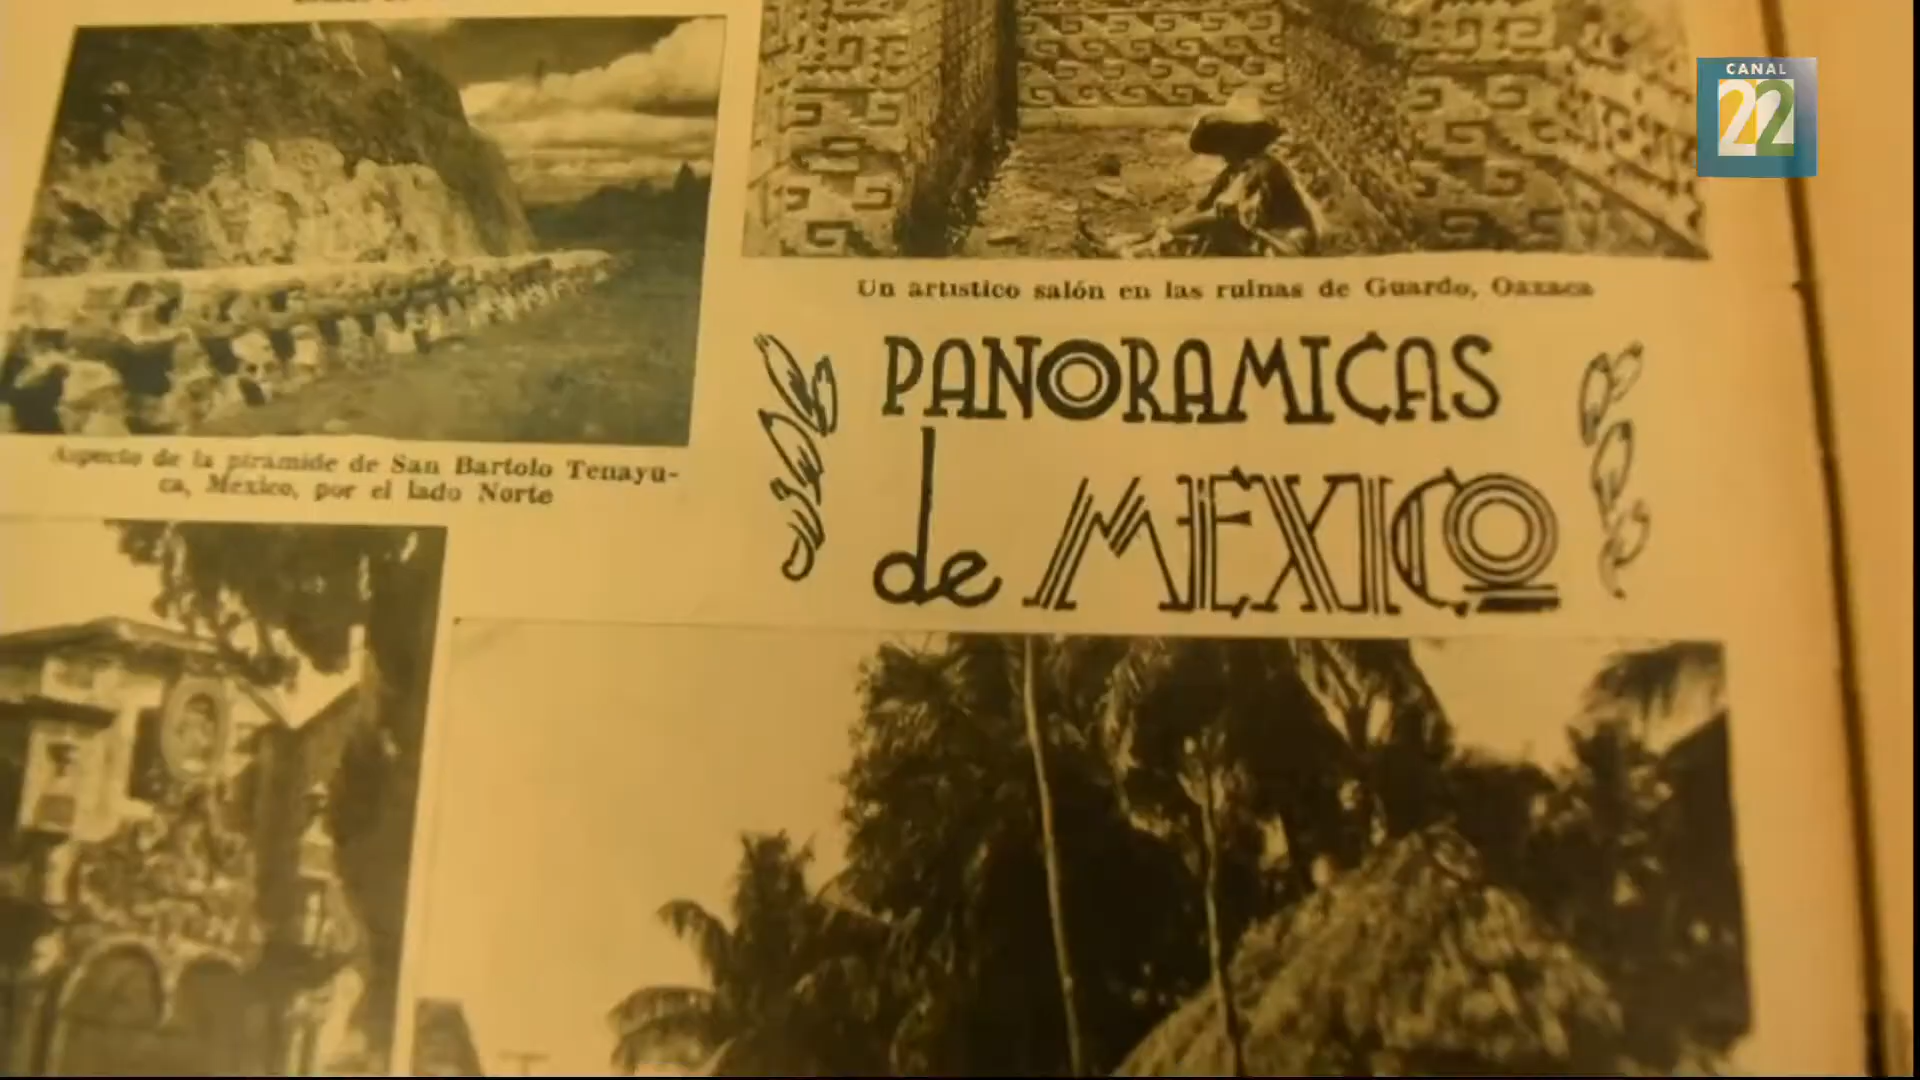 Aspecto de la piramide de San Bartolo Tenayu-
ca, Mexico, por el lado Norte
Un artistico salón en las ruinas de Guardo, Oaxaca
PANORAMICAS
de MEXICO
CANAL
22